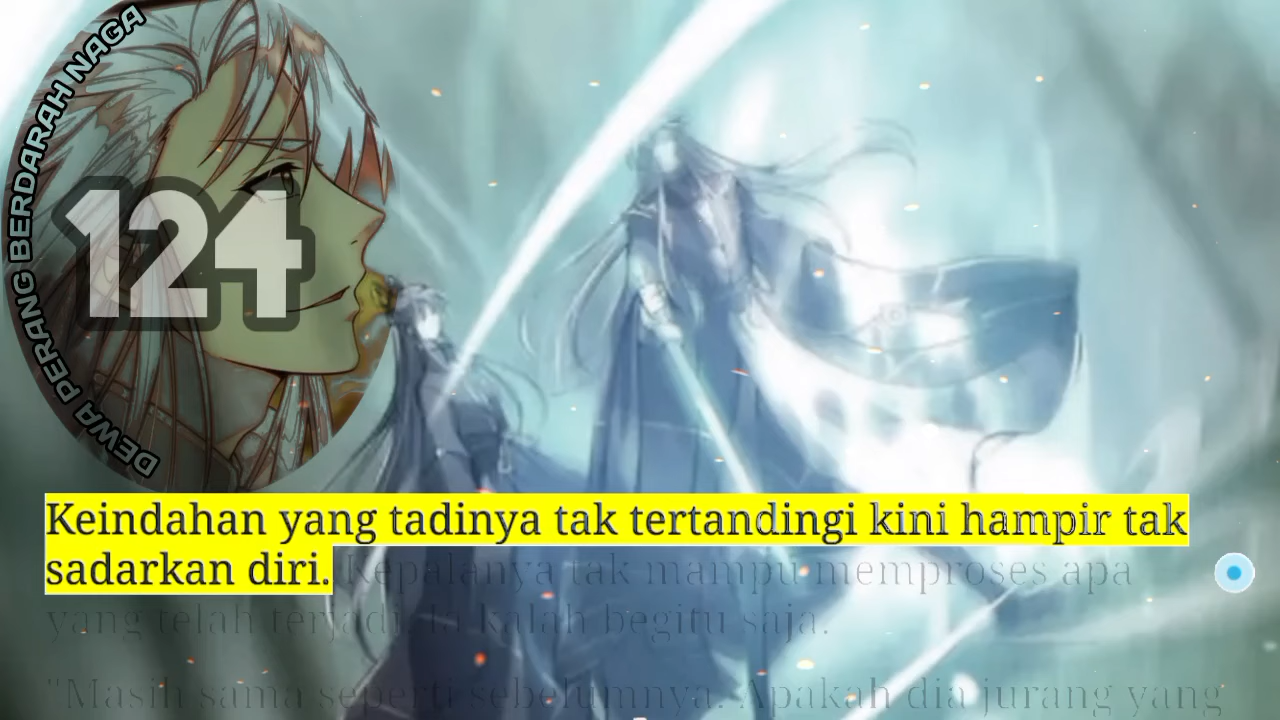 DEWA PERANG BERDARAH NAGA
124
Keindahan yang tadinya tak tertandingi kini hampir tak
sadarkan diri. Kepalanya tak mampu memproses apa
yang telah terjadi. Ia kalah begitu saja.
"Masih sama seperti sebelumnya. Apakah dia jurang yang